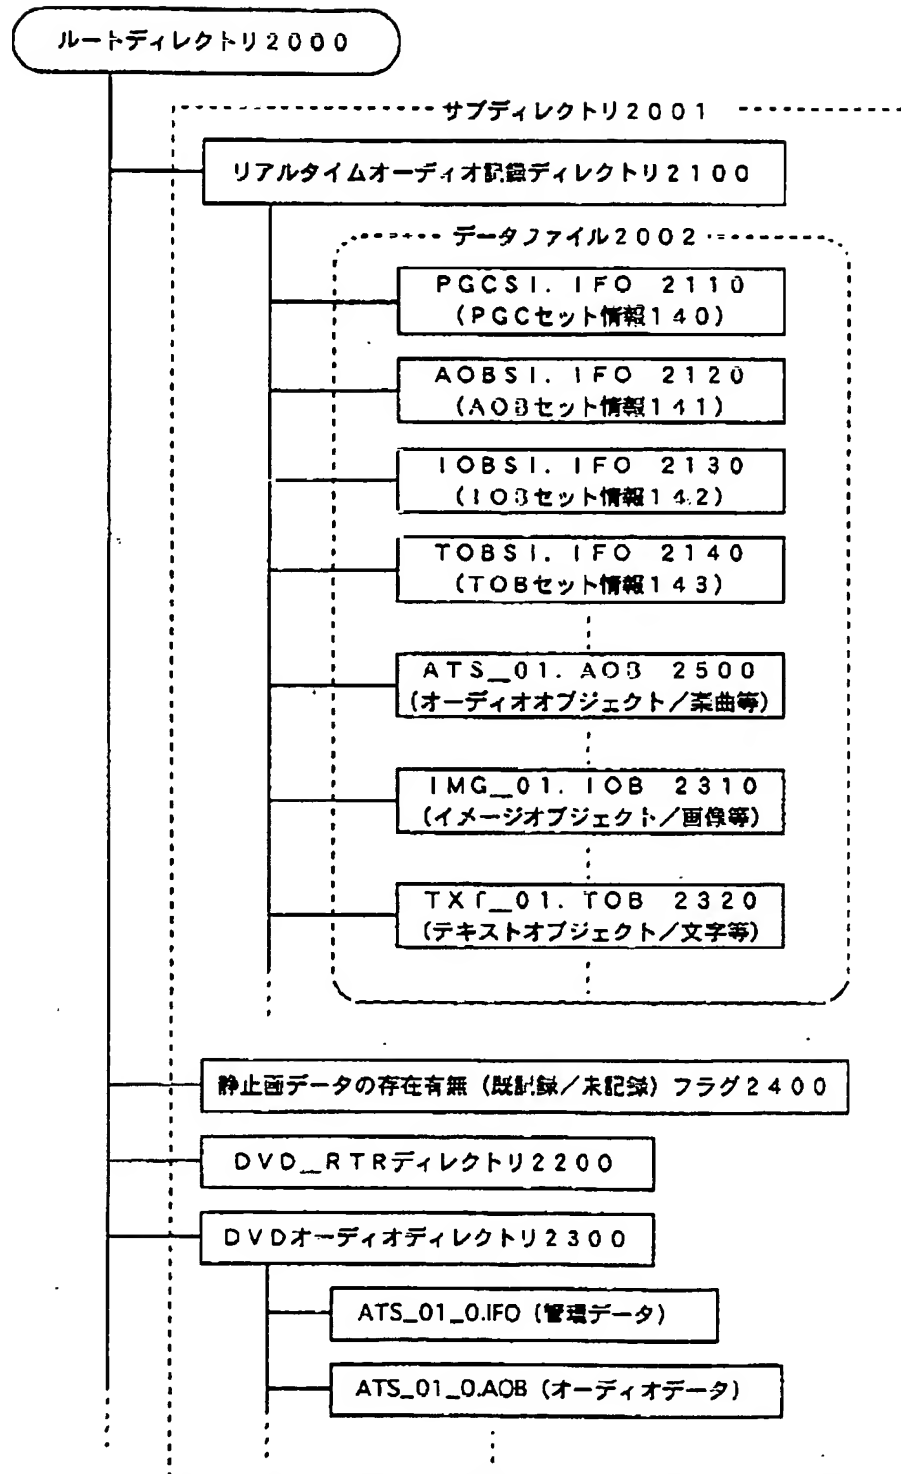 ルートディレクトリ2000
サブディレクトリ2001
リアルタイムオーディオ記録ディレクトリ2100
データファイル2002
PGCSI. IFO 2110
(PGCセット情報140)
AOBSI. IFO 2120
(AOBセット情報141)
IOBSI. IFO 2130
(IOBセット情報142)
TOBSI. IFO 2140
(TOBセット情報143)
ATS_01. AOB 2500
(オーディオオブジェクト/楽曲等)
IMG_01. IOB 2310
(イメージオブジェクト/画像等)
TXT_01. TOB 2320
(テキストオブジェクト/文字等)
静止画データの存在有無(既記録/未記録)フラグ2400
DVD_RTRディレクトリ2200
DVDオーディオディレクトリ2300
ATS_01_0.IFO(管理データ)
ATS_01_0.AOB(オーディオデータ)